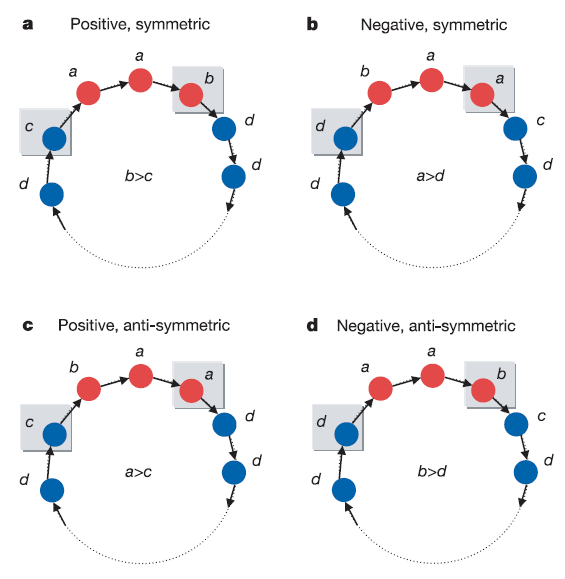 a Positive, symmetric
a
a
b
c
d
d
d
b>c
b Negative, symmetric
a
b
a
d
c
d
d
a>d
c Positive, anti-symmetric
a
b
a
c
d
d
d
a>c
d Negative, anti-symmetric
a
a
b
d
c
d
d
b>d